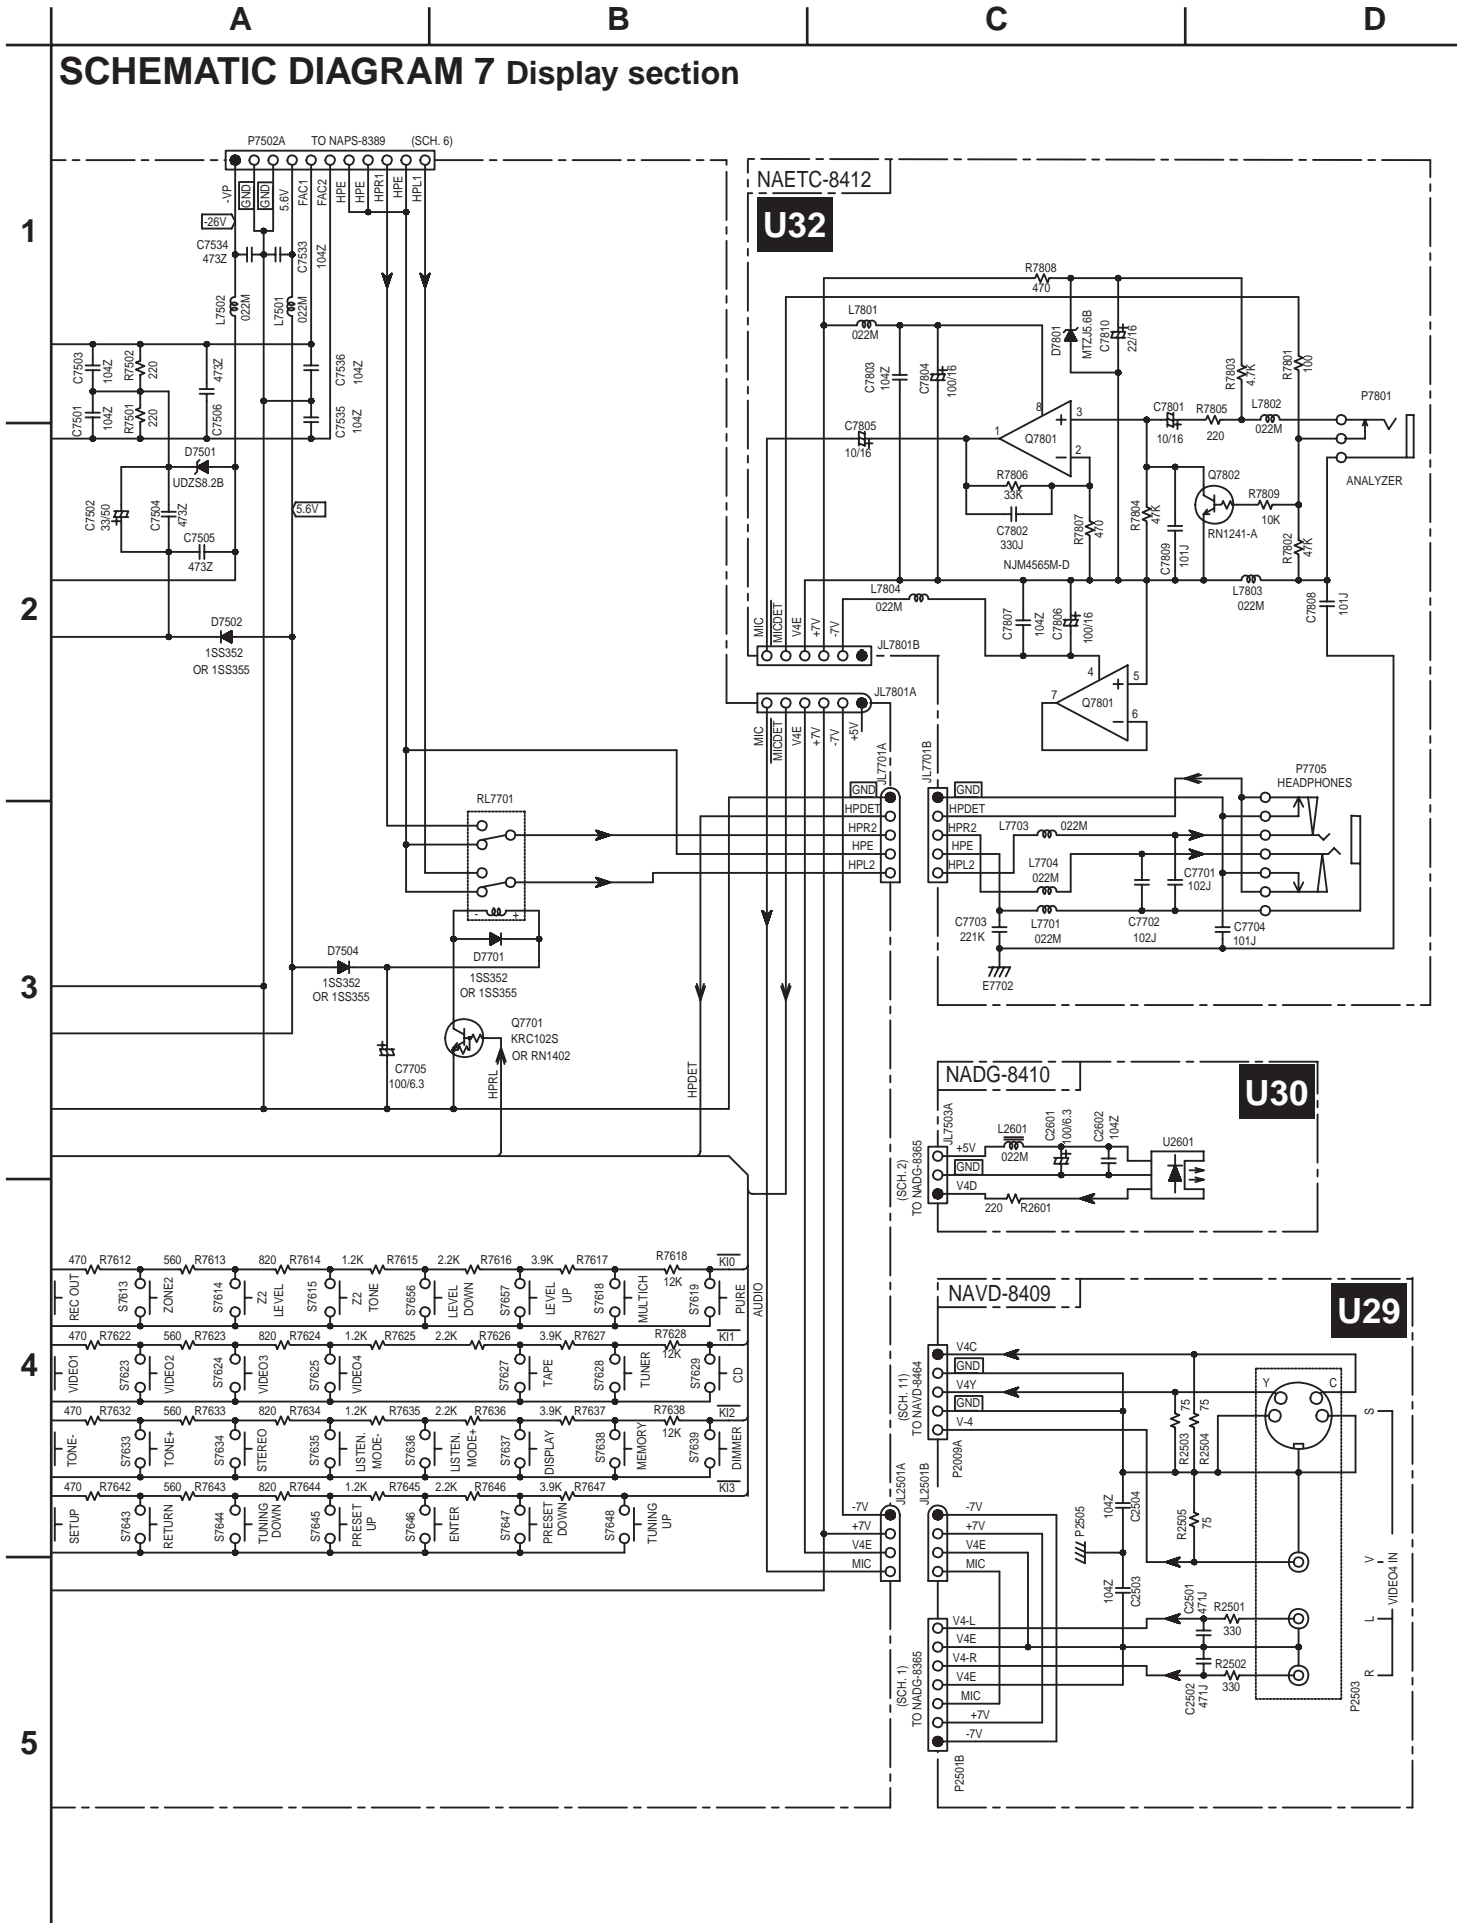 A
B
C
D
SCHEMATIC DIAGRAM 7 Display section
1
2
3
4
5
P7502A TO NAPS-8389 (SCH. 6)
-VP
GND
GND
5.6V
FAC1
FAC2
HPE
HPE
HPR1
HPE
HPL1
-26V
C7534
473Z
C7533
104Z
L7502
022M
L7501
022M
C7503
104Z
R7502
220
473Z
C7506
C7536
104Z
C7501
104Z
R7501
220
C7535
104Z
D7501
UDZS8.2B
C7502
33/50
C7504
473Z
5.6V
C7505
473Z
D7502
1SS352
OR 1SS355
NAETC-8412
U32
R7808
470
L7801
022M
D7801
MTZJ5.6B
C7810
22/16
C7803
104Z
C7804
100/16
R7803
4.7K
R7801
100
P7801
C7801
10/16
R7805
220
L7802
022M
ANALYZER
C7805
10/16
8
3
1
2
Q7801
R7806
33K
C7802
330J
R7807
470
R7804
47K
Q7802
RN1241-A
R7809
10K
C7809
101J
R7802
47K
NJM4565M-D
L7804
022M
C7807
104Z
C7806
100/16
L7803
022M
C7808
101J
MIC
MICDET
V4E
+7V
-7V
JL7801B
4
5
7
6
Q7801
JL7801A
MIC
MICDET
V4E
+7V
-7V
+5V
JL7701A
JL7701B
GND
HPDET
HPR2
HPE
HPL2
GND
HPDET
HPR2
HPE
HPL2
P7705
HEADPHONES
L7703
022M
L7704
022M
C7701
102J
C7703
221K
L7701
022M
C7702
102J
C7704
101J
E7702
RL7701
- +
D7504
1SS352
OR 1SS355
D7701
1SS352
OR 1SS355
Q7701
KRC102S
OR RN1402
C7705
100/6.3
HPRL
HPDET
NADG-8410
U30
JL7503A
(SCH. 2)
TO NADG-8365
+5V
GND
V4D
L2601
022M
C2601
100/6.3
C2602
104Z
U2601
220 R2601
470 R7612 560 R7613 820 R7614 1.2K R7615 2.2K R7616 3.9K R7617 R7618
12K
KI0
REC OUT
S7613
ZONE2
S7614
Z2
LEVEL
S7615
Z2
TONE
S7656
LEVEL
DOWN
S7657
LEVEL
UP
S7618
MULTICH
S7619
PURE
AUDIO
470 R7622 560 R7623 820 R7624 1.2K R7625 2.2K R7626 3.9K R7627 R7628
12K
KI1
VIDEO1
S7623
VIDEO2
S7624
VIDEO3
S7625
VIDEO4
S7627
TAPE
S7628
TUNER
S7629
CD
470 R7632 560 R7633 820 R7634 1.2K R7635 2.2K R7636 3.9K R7637 R7638
12K
KI2
TONE-
S7633
TONE+
S7634
STEREO
S7635
LISTEN.
MODE-
S7636
LISTEN.
MODE+
S7637
DISPLAY
S7638
MEMORY
S7639
DIMMER
470 R7642 560 R7643 820 R7644 1.2K R7645 2.2K R7646 3.9K R7647
KI3
SETUP
S7643
RETURN
S7644
TUNING
DOWN
S7645
PRESET
UP
S7646
ENTER
S7647
PRESET
DOWN
S7648
TUNING
UP
NAVD-8409
U29
V4C
GND
V4Y
GND
V-4
(SCH. 11)
TO NAVD-8464
P2009A
Y
C
R2503
75
R2504
75
S
V
L
R
VIDEO4 IN
JL2501A
JL2501B
-7V
+7V
V4E
MIC
-7V
+7V
V4E
MIC
P2505
104Z
C2504
R2505
75
104Z
C2503
C2501
471J
R2501
330
R2502
330
C2502
471J
P2503
V4-L
V4E
V4-R
V4E
MIC
+7V
-7V
(SCH. 1)
TO NADG-8365
P2501B